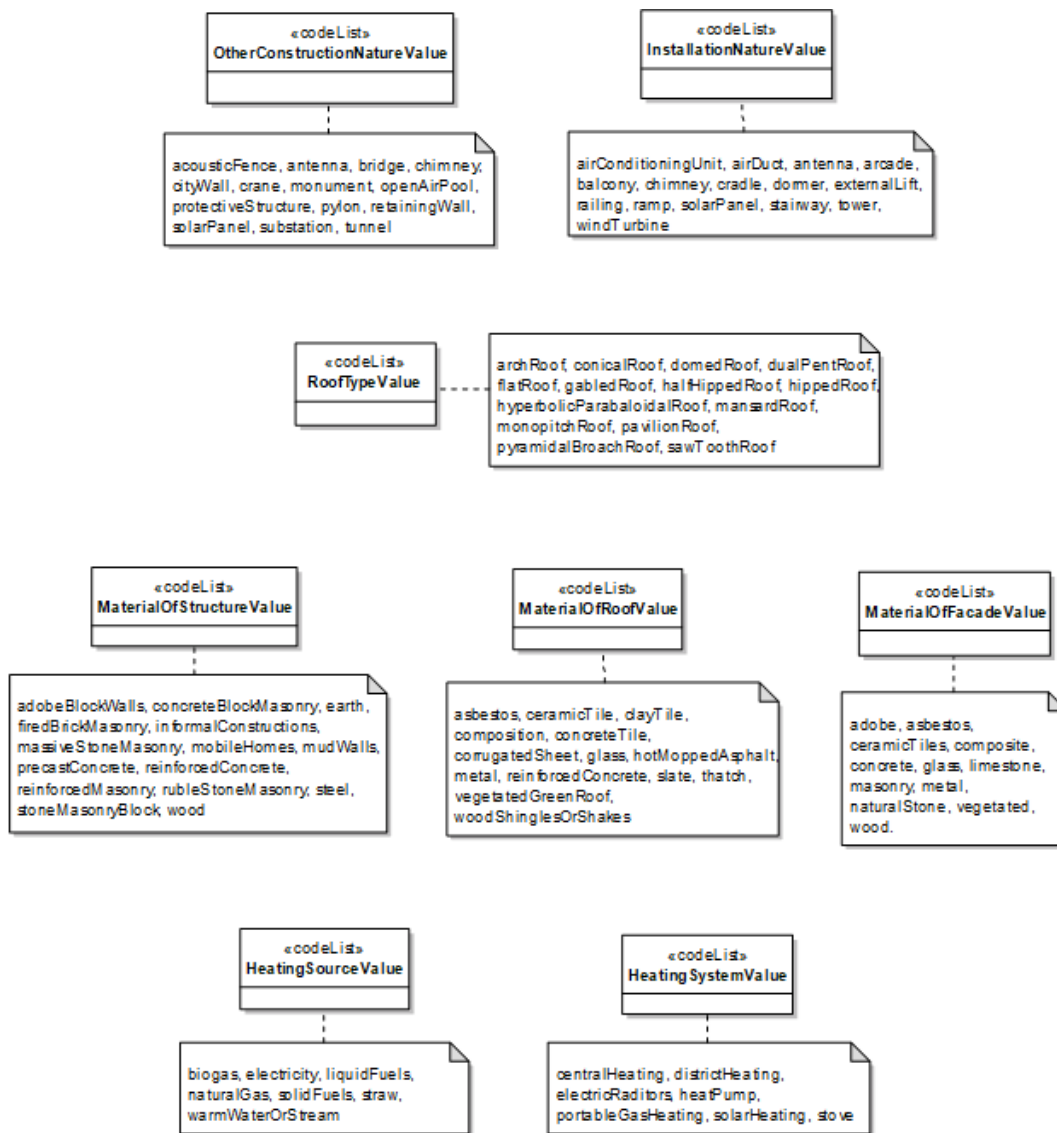 «codeList»
OtherConstructionNatureValue
acousticFence, antenna, bridge, chimney,
cityWall, crane, monument, openAirPool,
protectiveStructure, pylon, retainingWall,
solarPanel, substation, tunnel
«codeList»
InstallationNatureValue
airConditioningUnit, airDuct, antenna, arcade,
balcony, chimney, cradle, dormer, externalLift,
railing, ramp, solarPanel, stairway, tower,
windTurbine
«codeList»
RoofTypeValue
archRoof, conicalRoof, domedRoof, dualPentRoof,
flatRoof, gabledRoof, halfHippedRoof, hippedRoof,
hyperbolicParabaloidalRoof, mansardRoof,
monopitchRoof, pavilionRoof,
pyramidalBroachRoof, sawToothRoof
«codeList»
MaterialOfStructureValue
adobeBlockWalls, concreteBlockMasonry, earth,
firedBrickMasonry, informalConstructions,
massiveStoneMasonry, mobileHomes, mudWalls,
precastConcrete, reinforcedConcrete,
reinforcedMasonry, rubleStoneMasonry, steel,
stoneMasonryBlock, wood
«codeList»
MaterialOfRoofValue
asbestos, ceramicTile, clayTile,
composition, concreteTile,
corrugatedSheet, glass, hotMoppedAsphalt,
metal, reinforcedConcrete, slate, thatch,
vegetatedGreenRoof,
woodShinglesOrShakes
«codeList»
MaterialOfFacadeValue
adobe, asbestos,
ceramicTiles, composite,
concrete, glass, limestone,
masonry, metal,
naturalStone, vegetated,
wood.
«codeList»
HeatingSourceValue
biogas, electricity, liquidFuels,
naturalGas, solidFuels, straw,
warmWaterOrStream
«codeList»
HeatingSystemValue
centralHeating, districtHeating,
electricRaditors, heatPump,
portableGasHeating, solarHeating, stove